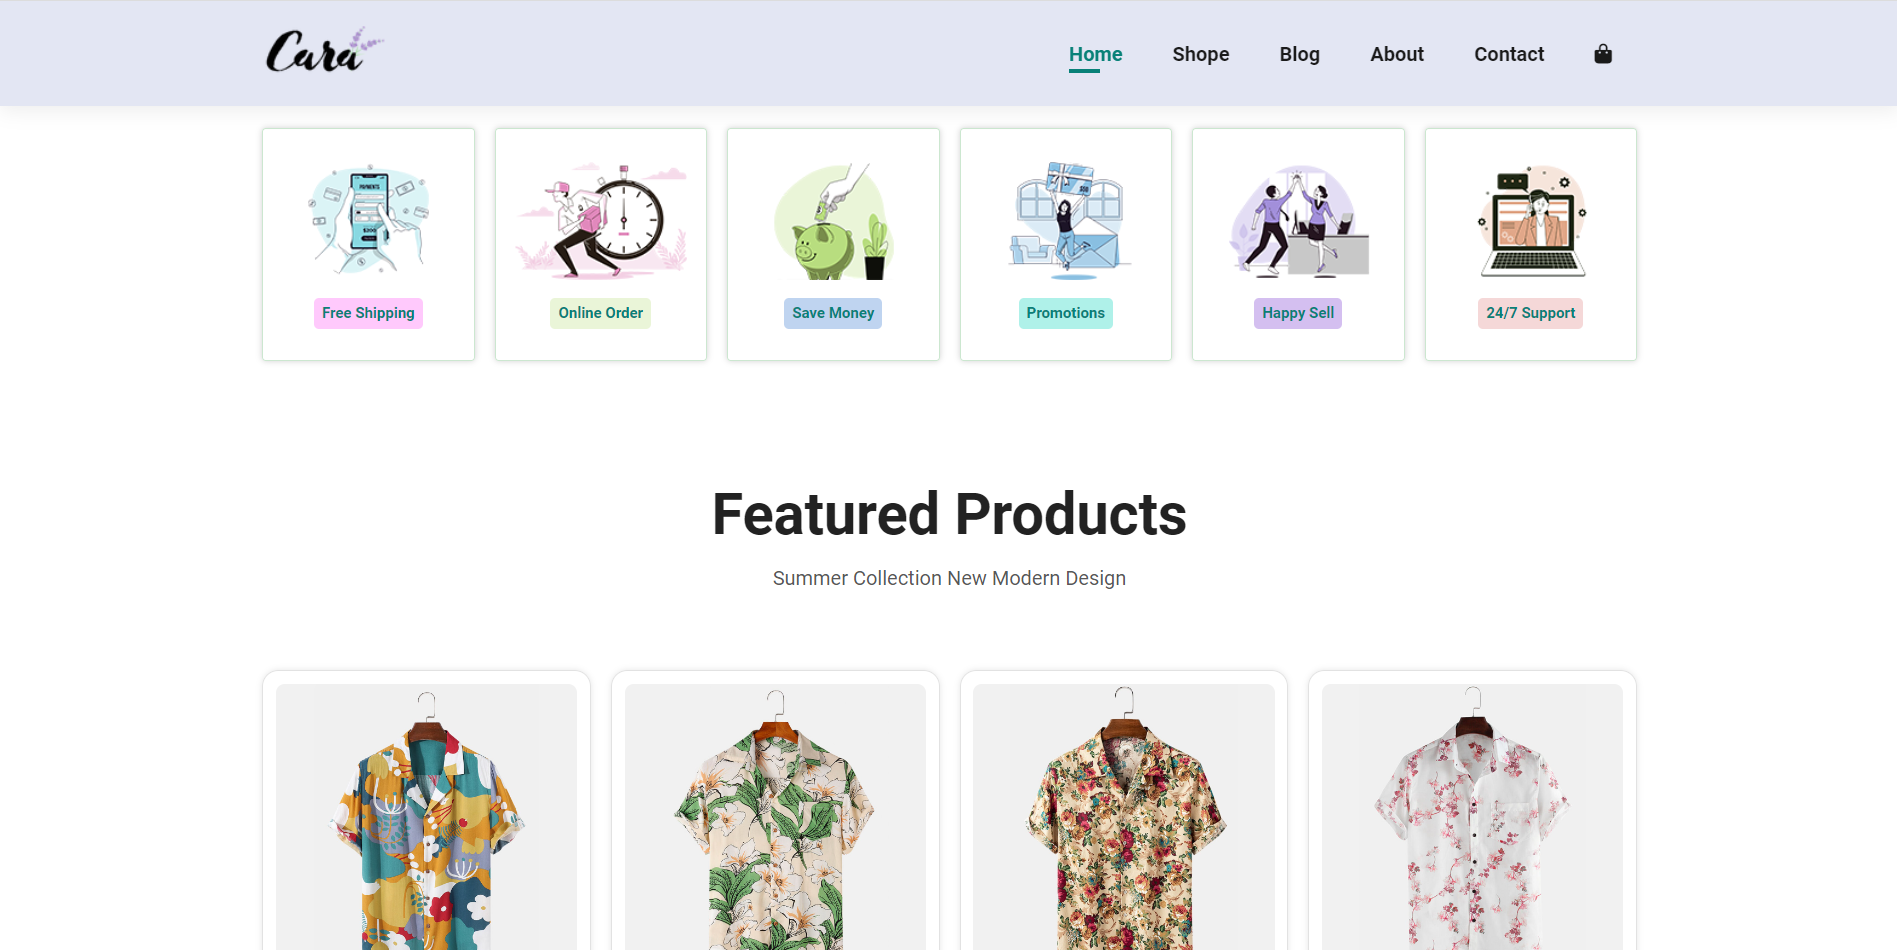 Cara
Home Shope Blog About Contact
PAYMENTS
Free Shipping
Online Order
Save Money
Promotions
Happy Sell
24/7 Support
Featured Products
Summer Collection New Modern Design